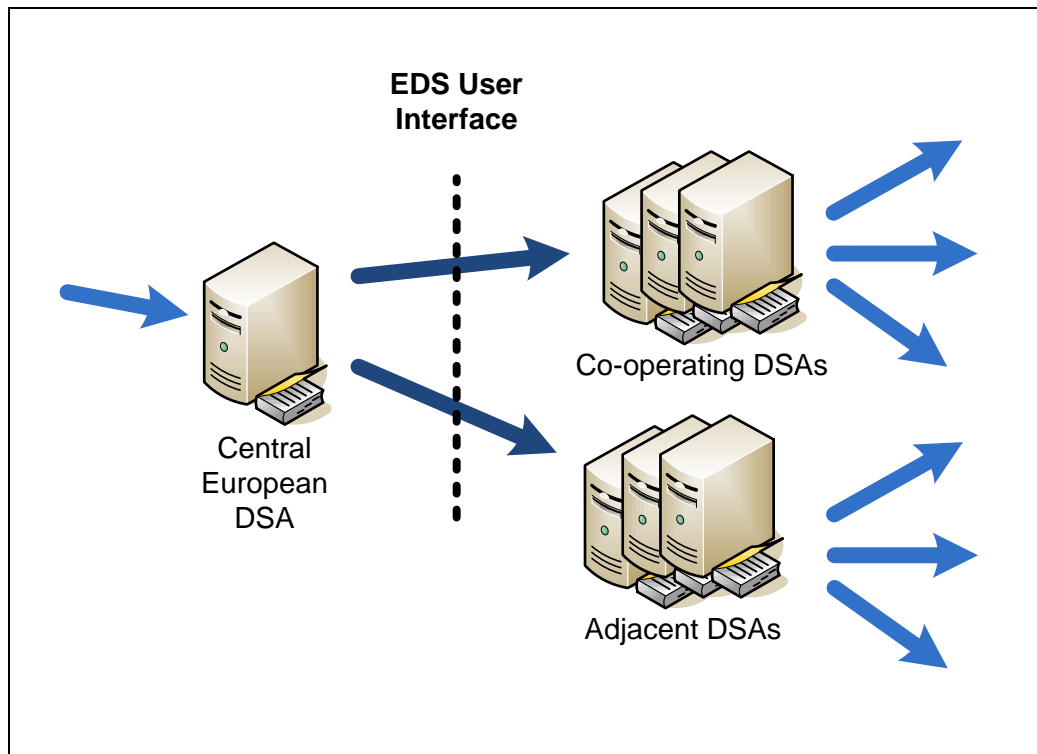 EDS User
Interface
Co-operating DSAs
Central
European
DSA
Adjacent DSAs